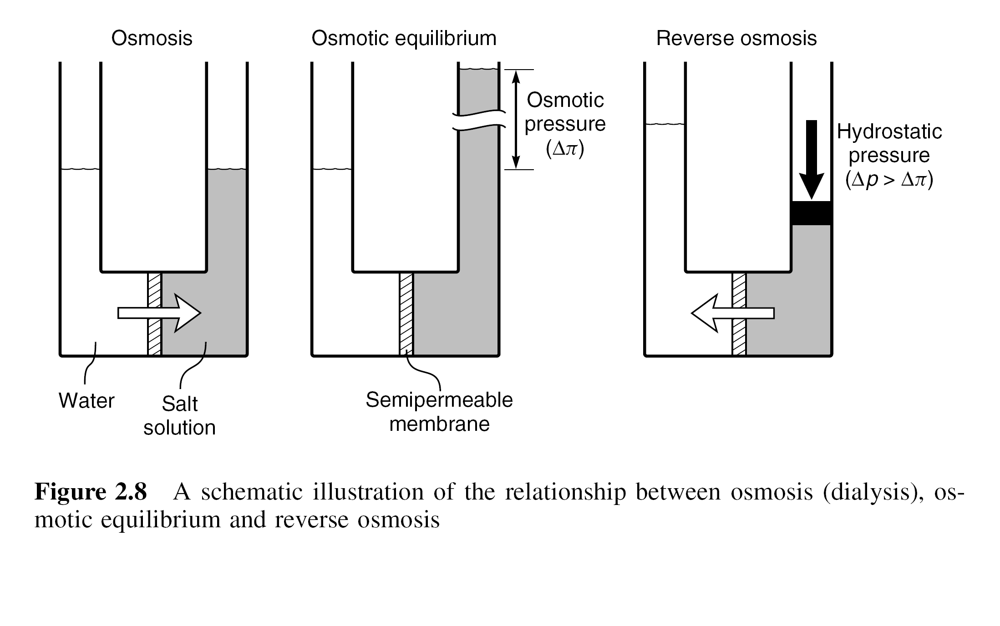 Osmosis
Osmotic equilibrium
Reverse osmosis
Osmotic
pressure
(Δπ)
Hydrostatic
pressure
(Δp > Δπ)
Water
Salt
solution
Semipermeable
membrane
Figure 2.8 A schematic illustration of the relationship between osmosis (dialysis), os-
motic equilibrium and reverse osmosis